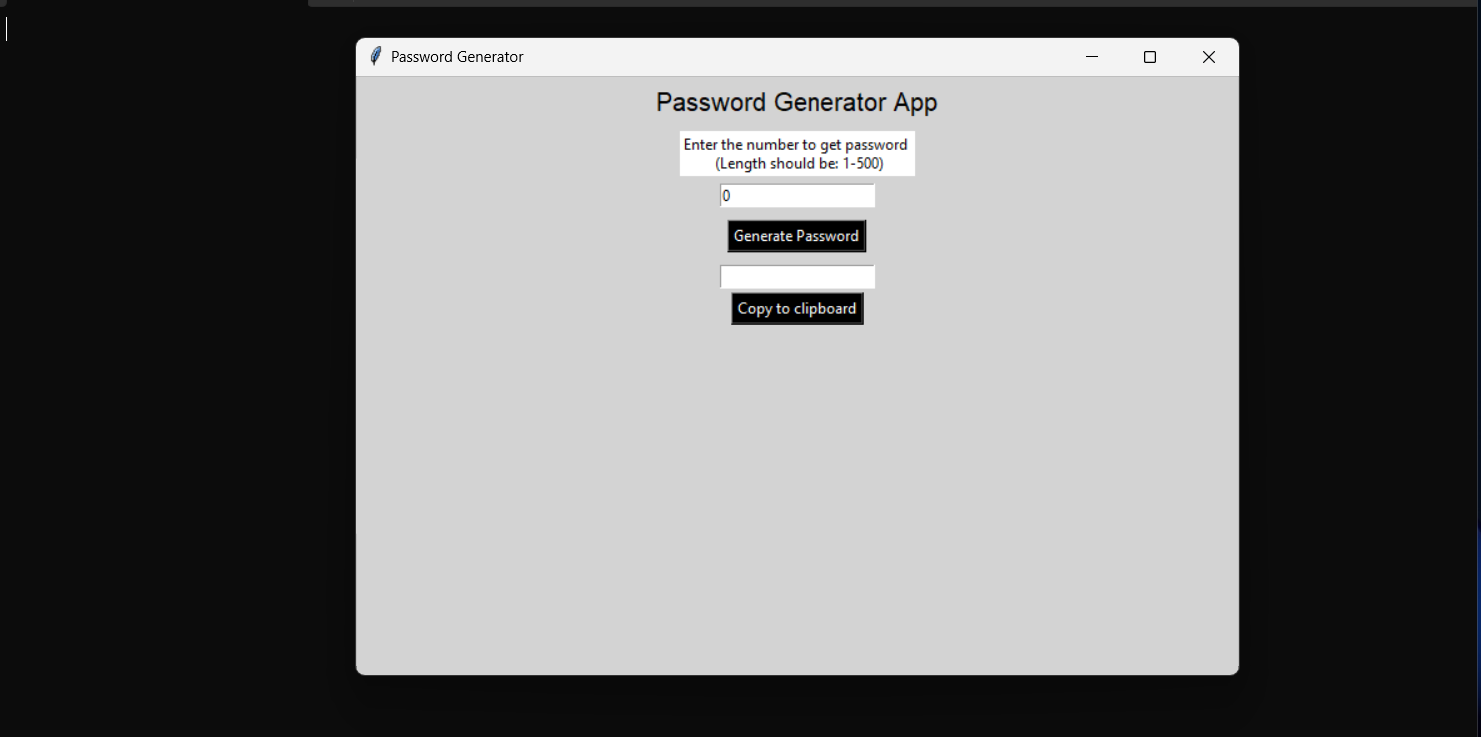 Password Generator
Password Generator App
Enter the number to get password
(Length should be: 1-500)
0
Generate Password
Copy to clipboard